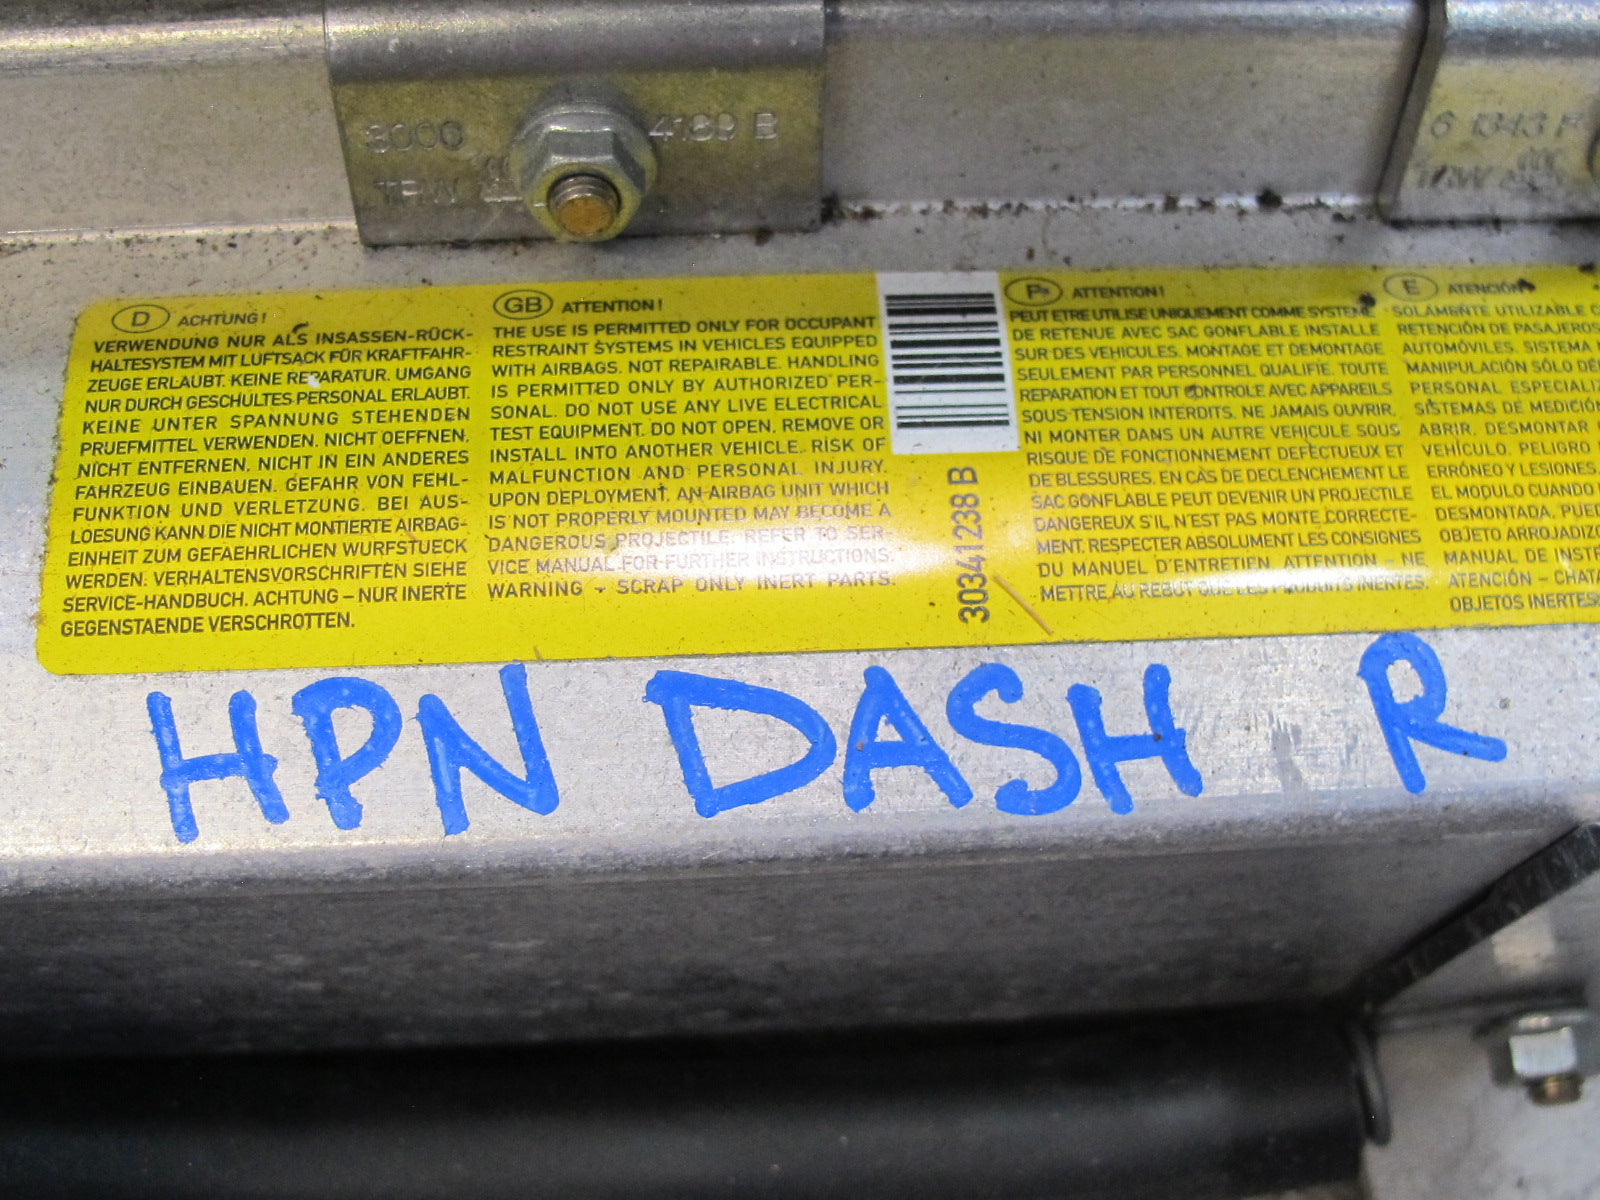 8000 4189 B
TRW
6 1343 F
TRW
D ACHTUNG!
VERWENDUNG NUR ALS INSASSEN-RÜCK-
HALTESYSTEM MIT LUFTSACK FÜR KRAFTFAHR-
ZEUGE ERLAUBT. KEINE REPARATUR. UMGANG
NUR DURCH GESCHULTES PERSONAL ERLAUBT.
KEINE UNTER SPANNUNG STEHENDEN
PRUEFMITTEL VERWENDEN. NICHT OEFFNEN,
NICHT ENTFERNEN, NICHT IN EIN ANDERES
FAHRZEUG EINBAUEN. GEFAHR VON FEHL-
FUNKTION UND VERLETZUNG. BEI AUS-
LOESUNG KANN DIE NICHT MONTIERTE AIRBAG-
EINHEIT ZUM GEFAEHRLICHEN WURFSTUECK
WERDEN. VERHALTENSVORSCHRIFTEN SIEHE
SERVICE-HANDBUCH. ACHTUNG – NUR INERTE
GEGENSTAENDE VERSCHROTTEN.
GB ATTENTION!
THE USE IS PERMITTED ONLY FOR OCCUPANT
RESTRAINT SYSTEMS IN VEHICLES EQUIPPED
WITH AIRBAGS. NOT REPAIRABLE. HANDLING
IS PERMITTED ONLY BY AUTHORIZED PER-
SONAL. DO NOT USE ANY LIVE ELECTRICAL
TEST EQUIPMENT. DO NOT OPEN, REMOVE OR
INSTALL INTO ANOTHER VEHICLE. RISK OF
MALFUNCTION AND PERSONAL INJURY.
UPON DEPLOYMENT, AN AIRBAG UNIT WHICH
IS NOT PROPERLY MOUNTED MAY BECOME A
DANGEROUS PROJECTILE. REFER TO SER-
VICE MANUAL FOR FURTHER INSTRUCTIONS.
WARNING – SCRAP ONLY INERT PARTS.
30341238 B
F ATTENTION!
PEUT ETRE UTILISE UNIQUEMENT COMME SYSTEME
DE RETENUE AVEC SAC GONFLABLE INSTALLE
SUR DES VEHICULES. MONTAGE ET DEMONTAGE
SEULEMENT PAR PERSONNEL QUALIFIE. TOUTE
REPARATION ET TOUT CONTROLE AVEC APPAREILS
SOUS-TENSION INTERDITS. NE JAMAIS OUVRIR,
NI MONTER DANS UN AUTRE VEHICULE SOUS
RISQUE DE FONCTIONNEMENT DEFECTUEUX ET
DE BLESSURES. EN CAS DE DECLENCHEMENT LE
SAC GONFLABLE PEUT DEVENIR UN PROJECTILE
DANGEREUX S'IL N'EST PAS MONTE CORRECTE-
MENT. RESPECTER ABSOLUMENT LES CONSIGNES
DU MANUEL D'ENTRETIEN. ATTENTION – NE
METTRE AU REBUT QUE LES PRODUITS INERTES.
E ATENCIÓN
SOLAMENTE UTILIZABLE C
RETENCIÓN DE PASAJEROS
AUTOMÓVILES. SISTEMA
MANIPULACIÓN SÓLO
PERSONAL ESPECIALIZ
SISTEMAS DE MEDICIÓN
ABRIR, DESMONTAR
VEHÍCULO. PELIGRO
ERRÓNEO Y LESIONES.
EL MODULO CUANDO
DESMONTADA, PUED
OBJETO ARROJADIZO
MANUAL DE INSTR
ATENCIÓN – CHATA
OBJETOS INERTES
HPN DASH R